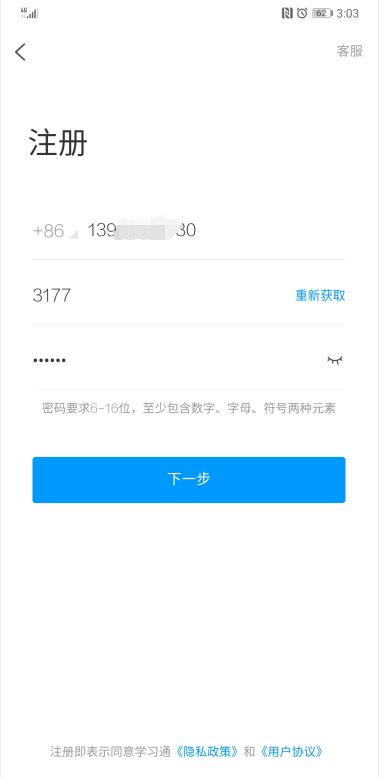 4G 62 3:03
客服
注册
+86 139 30
3177 重新获取
••••••
密码要求6-16位，至少包含数字、字母、符号两种元素
下一步
注册即表示同意学习通《隐私政策》和《用户协议》